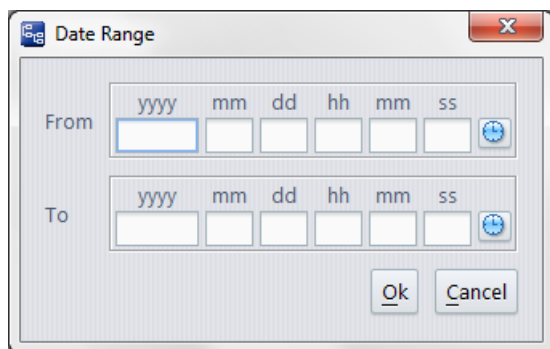 Date Range
yyyy mm dd hh mm ss
From
yyyy mm dd hh mm ss
To
Ok Cancel